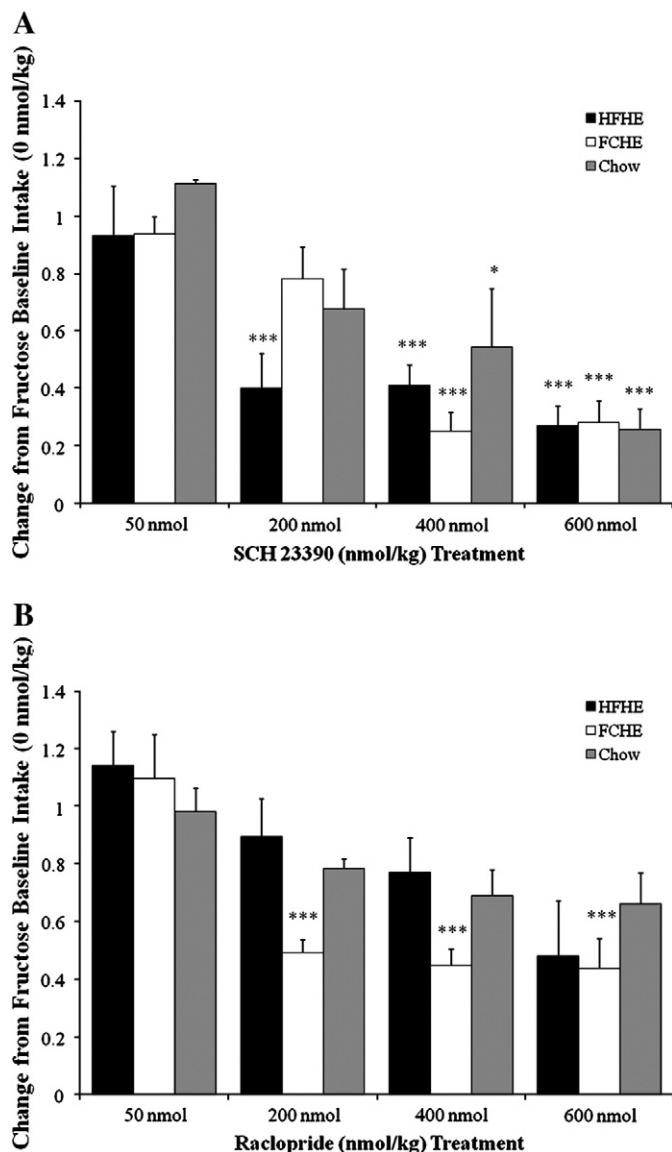 A
Change from Fructose Baseline Intake (0 nmol/kg)
1.4
1.2
1
0.8
0.6
0.4
0.2
0
HFHE
FCHE
Chow
***
***
***
*
***
***
***
50 nmol
200 nmol
400 nmol
600 nmol
SCH 23390 (nmol/kg) Treatment
B
Change from Fructose Baseline Intake (0 nmol/kg)
1.4
1.2
1
0.8
0.6
0.4
0.2
0
HFHE
FCHE
Chow
***
***
***
50 nmol
200 nmol
400 nmol
600 nmol
Raclopride (nmol/kg) Treatment